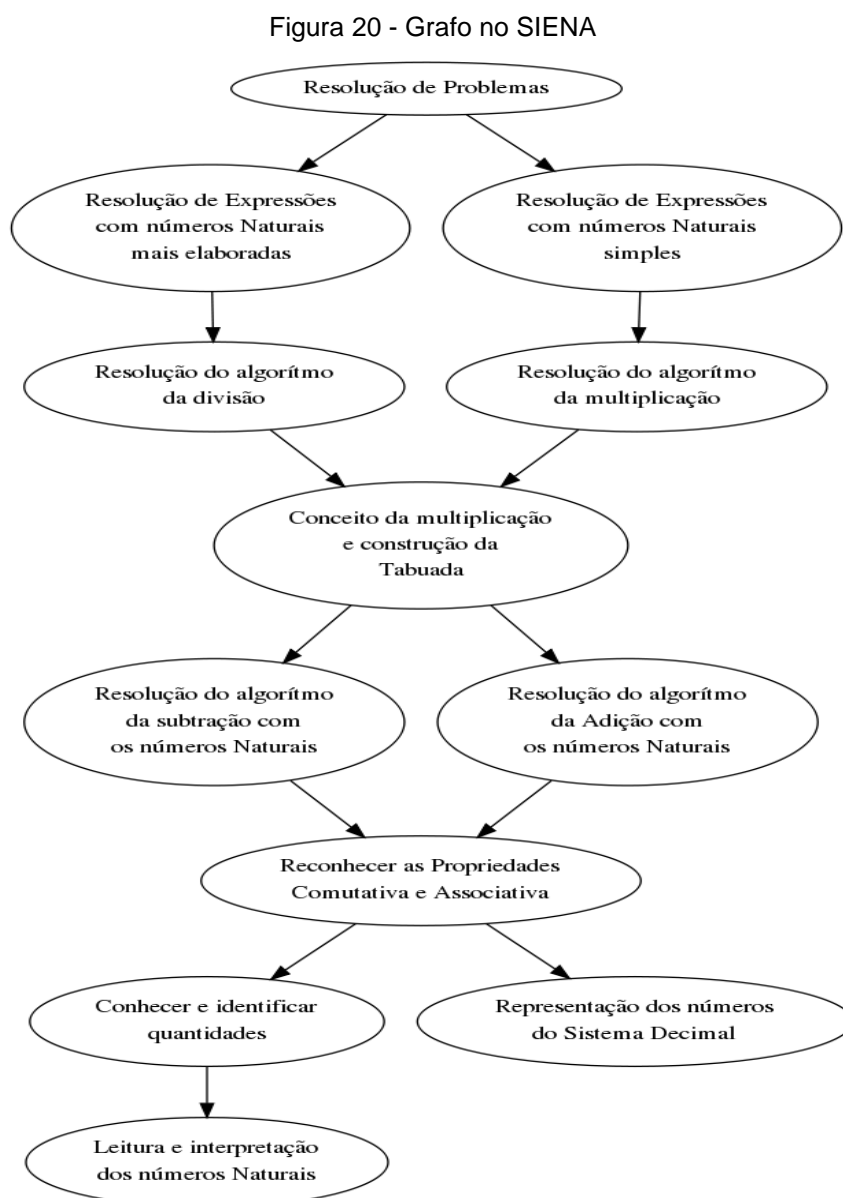 Figura 20 - Grafo no SIENA
Resolução de Problemas
Resolução de Expressões
com números Naturais
mais elaboradas
Resolução de Expressões
com números Naturais
simples
Resolução do algorítmo
da divisão
Resolução do algorítmo
da multiplicação
Conceito da multiplicação
e construção da
Tabuada
Resolução do algorítmo
da subtração com
os números Naturais
Resolução do algorítmo
da Adição com
os números Naturais
Reconhecer as Propriedades
Comutativa e Associativa
Conhecer e identificar
quantidades
Representação dos números
do Sistema Decimal
Leitura e interpretação
dos números Naturais